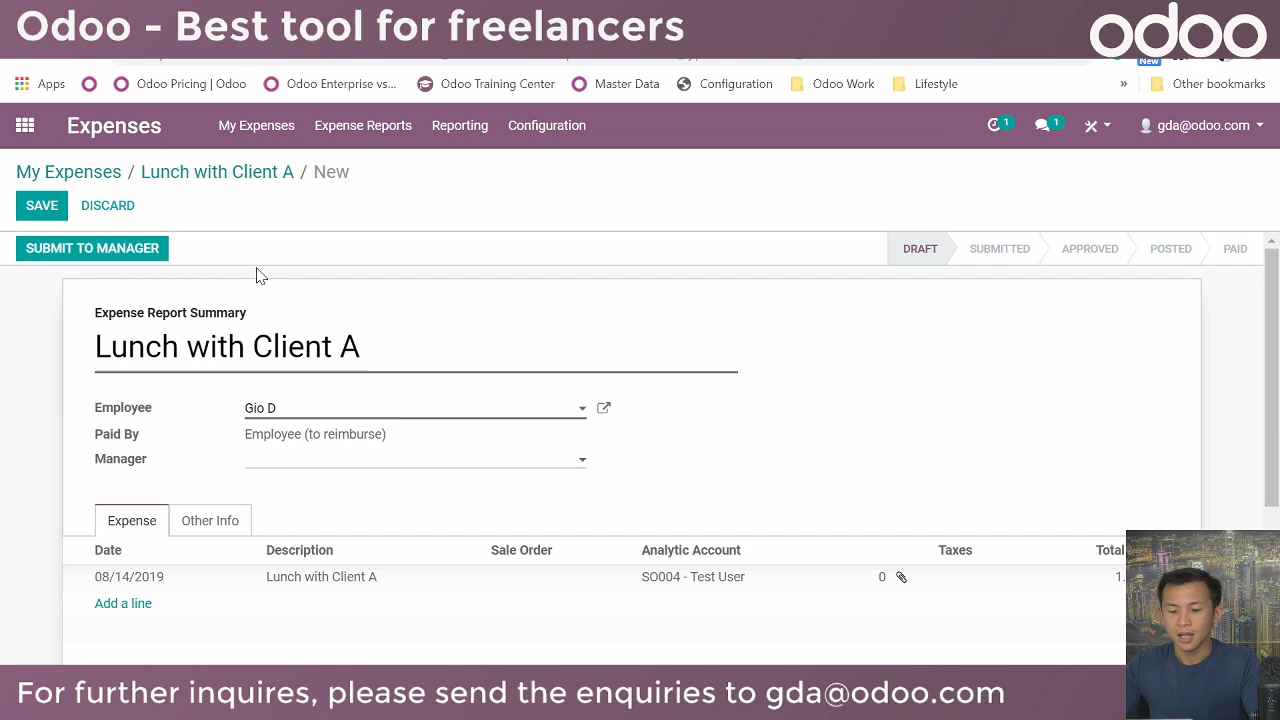 Odoo - Best tool for freelancers
odoo
New
Apps
Odoo Pricing | Odoo
Odoo Enterprise vs...
Odoo Training Center
Master Data
Configuration
Odoo Work
Lifestyle
»
Other bookmarks
Expenses
My Expenses
Expense Reports
Reporting
Configuration
1
1
gda@odoo.com
My Expenses / Lunch with Client A / New
SAVE
DISCARD
SUBMIT TO MANAGER
DRAFT
SUBMITTED
APPROVED
POSTED
PAID
Expense Report Summary
Lunch with Client A
Employee
Gio D
Paid By
Employee (to reimburse)
Manager
Expense
Other Info
Date
Description
Sale Order
Analytic Account
Taxes
Total
08/14/2019
Lunch with Client A
SO004 - Test User
0
1.
Add a line
For further inquires, please send the enquiries to gda@odoo.com